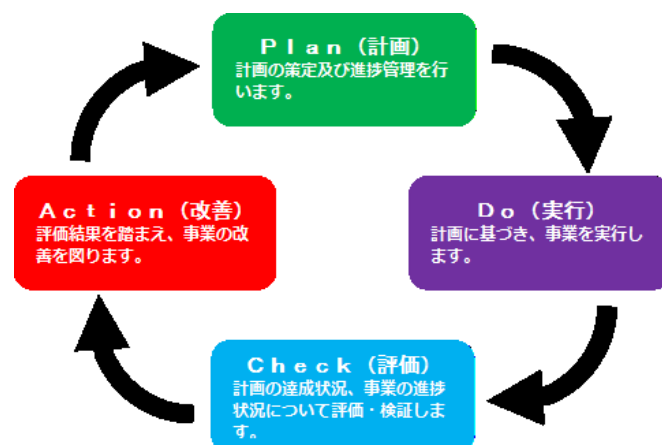 Ｐｌａｎ（計画）
計画の策定及び進捗管理を行
います。
Ｄｏ（実行）
計画に基づき、事業を実行し
ます。
Ｃｈｅｃｋ（評価）
計画の達成状況、事業の進捗
状況について評価・検証しま
す。
Ａｃｔｉｏｎ（改善）
評価結果を踏まえ、事業の改
善を図ります。